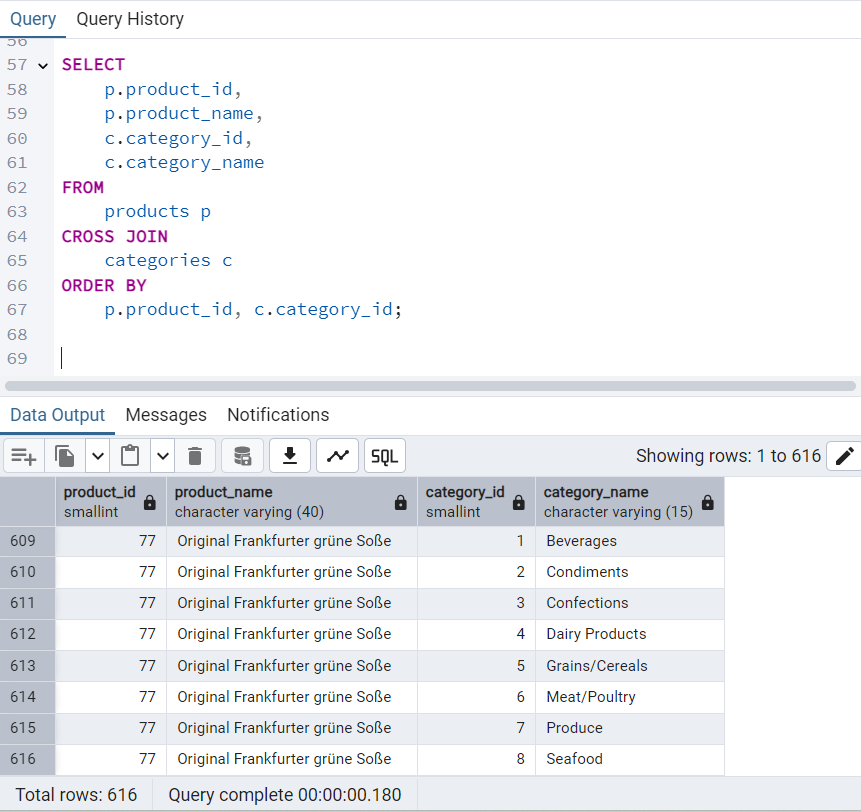 Query Query History
56
57 SELECT
58 p.product_id,
59 p.product_name,
60 c.category_id,
61 c.category_name
62 FROM
63 products p
64 CROSS JOIN
65 categories c
66 ORDER BY
67 p.product_id, c.category_id;
68
69
Data Output Messages Notifications
SQL Showing rows: 1 to 616
product_id product_name category_id category_name
smallint character varying (40) smallint character varying (15)
609 77 Original Frankfurter grüne Soße 1 Beverages
610 77 Original Frankfurter grüne Soße 2 Condiments
611 77 Original Frankfurter grüne Soße 3 Confections
612 77 Original Frankfurter grüne Soße 4 Dairy Products
613 77 Original Frankfurter grüne Soße 5 Grains/Cereals
614 77 Original Frankfurter grüne Soße 6 Meat/Poultry
615 77 Original Frankfurter grüne Soße 7 Produce
616 77 Original Frankfurter grüne Soße 8 Seafood
Total rows: 616 Query complete 00:00:00.180